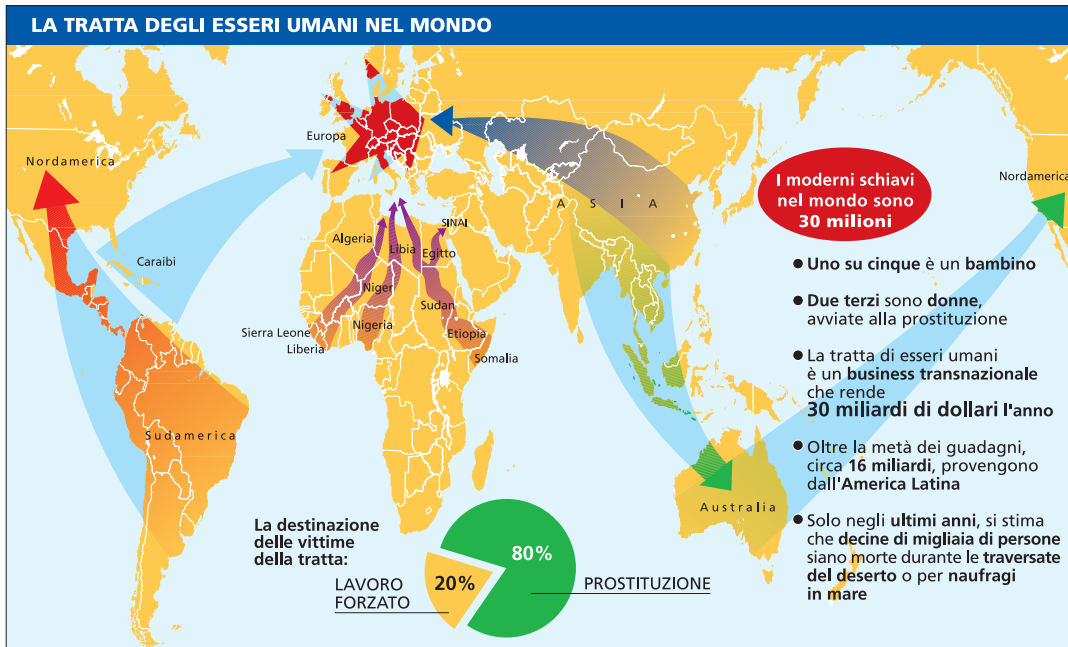 LA TRATTA DEGLI ESSERI UMANI NEL MONDO
Nordamerica
Caraibi
Sudamerica
Europa
Algeria
Libia
Egitto
SINAI
Niger
Nigeria
Sudan
Etiopia
Somalia
Sierra Leone
Liberia
ASIA
Australia
Nordamerica
I moderni schiavi
nel mondo sono
30 milioni
● Uno su cinque è un bambino
● Due terzi sono donne,
avviate alla prostituzione
● La tratta di esseri umani
è un business transnazionale
che rende
30 miliardi di dollari l'anno
● Oltre la metà dei guadagni,
circa 16 miliardi, provengono
dall'America Latina
● Solo negli ultimi anni, si stima
che decine di migliaia di persone
siano morte durante le traversate
del deserto o per naufragi
in mare
La destinazione
delle vittime
della tratta:
LAVORO
FORZATO
20%
80%
PROSTITUZIONE